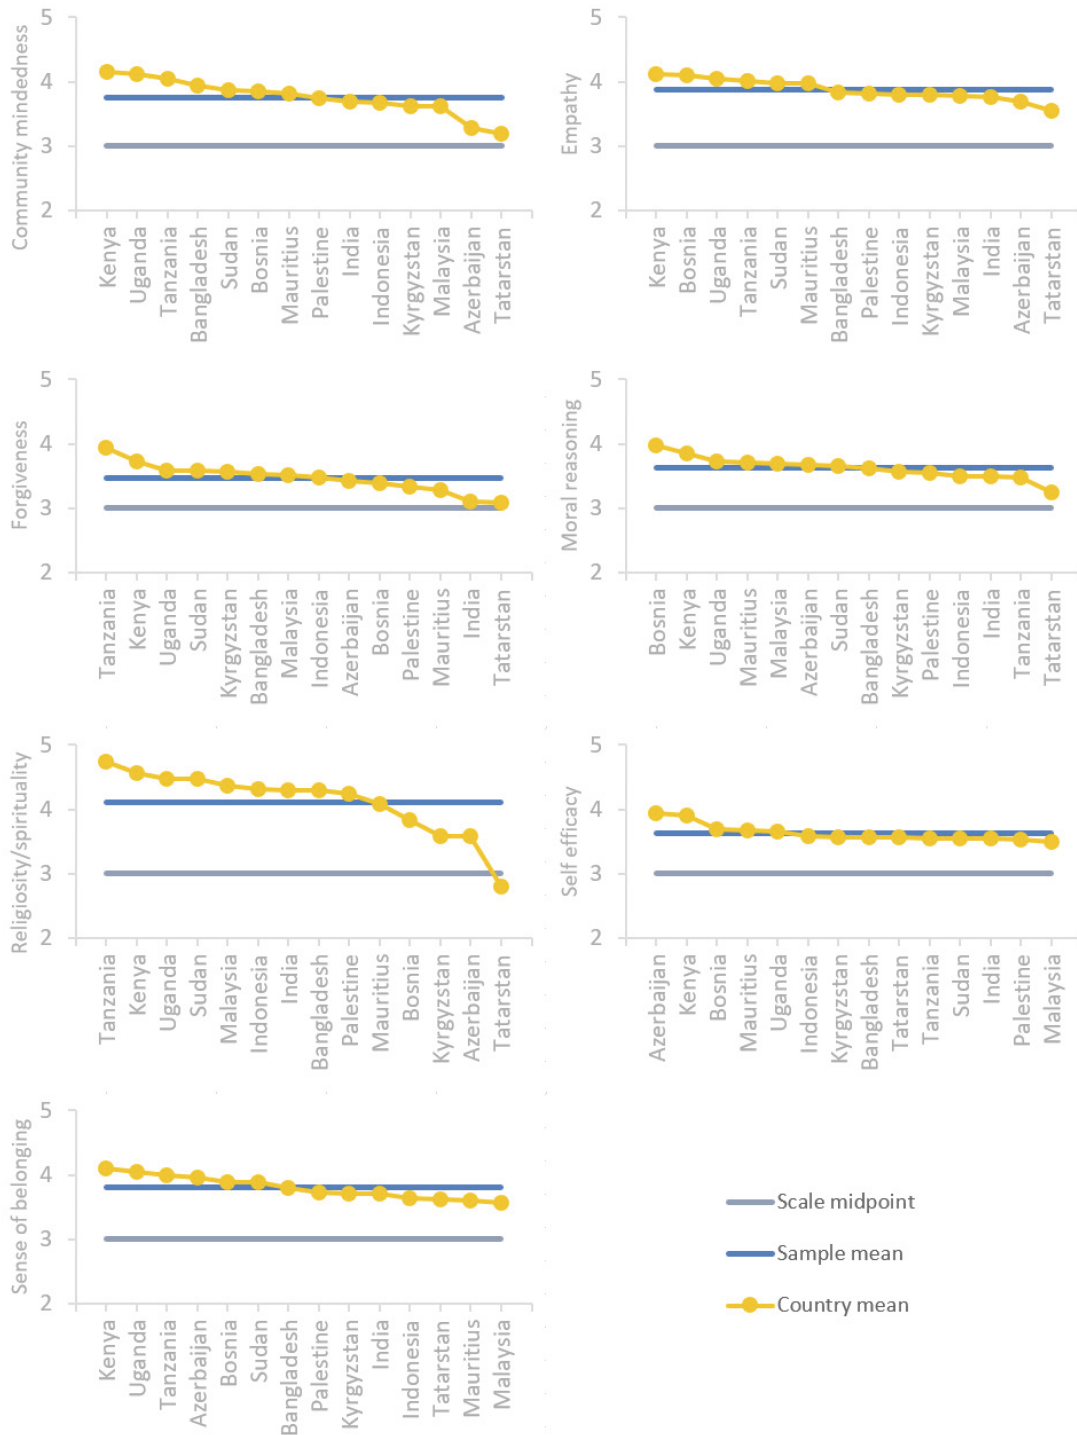 Community mindedness
5
4
3
2
Kenya
Uganda
Tanzania
Bangladesh
Sudan
Bosnia
Mauritius
Palestine
India
Indonesia
Kyrgyzstan
Malaysia
Azerbaijan
Tatarstan
Empathy
5
4
3
2
Kenya
Bosnia
Uganda
Tanzania
Sudan
Mauritius
Bangladesh
Palestine
Indonesia
Kyrgyzstan
Malaysia
India
Azerbaijan
Tatarstan
Forgiveness
5
4
3
2
Tanzania
Kenya
Uganda
Sudan
Kyrgyzstan
Bangladesh
Malaysia
Indonesia
Azerbaijan
Bosnia
Palestine
Mauritius
India
Tatarstan
Moral reasoning
5
4
3
2
Bosnia
Kenya
Uganda
Mauritius
Malaysia
Azerbaijan
Sudan
Bangladesh
Kyrgyzstan
Palestine
Indonesia
India
Tanzania
Tatarstan
Religiosity/spirituality
5
4
3
2
Tanzania
Kenya
Uganda
Sudan
Malaysia
Indonesia
India
Bangladesh
Palestine
Mauritius
Bosnia
Kyrgyzstan
Azerbaijan
Tatarstan
Self efficacy
5
4
3
2
Azerbaijan
Kenya
Bosnia
Mauritius
Uganda
Indonesia
Kyrgyzstan
Bangladesh
Tatarstan
Tanzania
Sudan
India
Palestine
Malaysia
Sense of belonging
5
4
3
2
Kenya
Uganda
Tanzania
Azerbaijan
Bosnia
Sudan
Bangladesh
Palestine
Kyrgyzstan
India
Indonesia
Tatarstan
Mauritius
Malaysia
Scale midpoint
Sample mean
Country mean